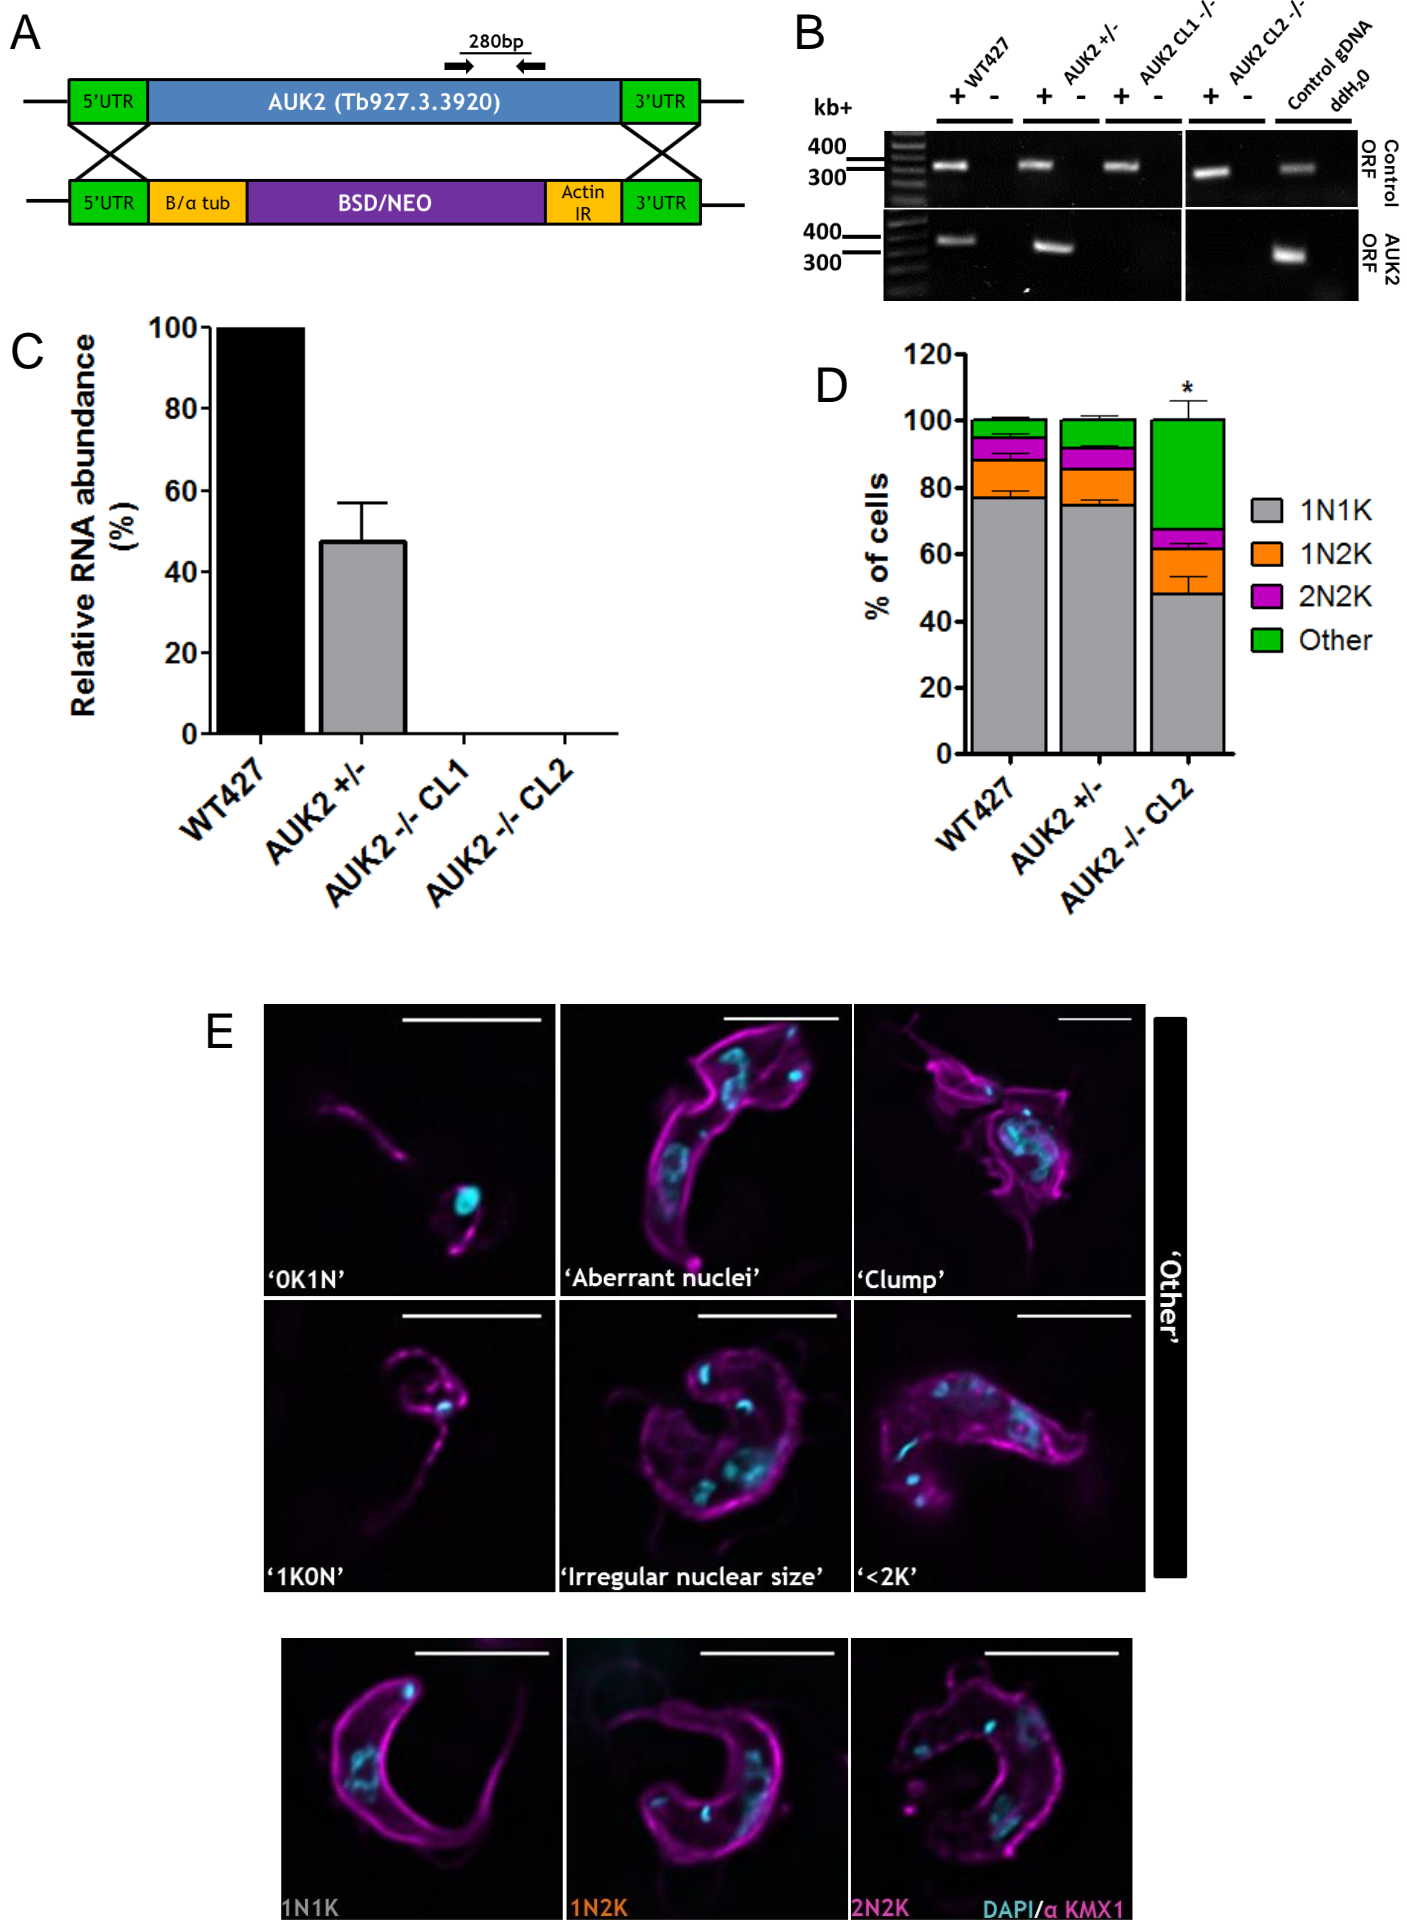 A
280bp
5'UTR
AUK2 (Tb927.3.3920)
3'UTR
5'UTR
B/α tub
BSD/NEO
Actin
IR
3'UTR
B
WT427
AUK2 +/-
AUK2 CL1 -/-
AUK2 CL2 -/-
Control gDNA
ddH20
kb+
+ - + - + - + -
400
300
Control
ORF
400
300
AUK2
ORF
C
Relative RNA abundance
(%)
100
80
60
40
20
0
WT427
AUK2 +/-
AUK2 -/- CL1
AUK2 -/- CL2
D
% of cells
120
100
80
60
40
20
0
*
WT427
AUK2 +/-
AUK2 -/- CL2
1N1K
1N2K
2N2K
Other
E
‘0K1N’
‘Aberrant nuclei’
‘Clump’
‘1K0N’
‘Irregular nuclear size’
‘<2K’
‘Other’
1N1K
1N2K
2N2K
DAPI/α KMX1